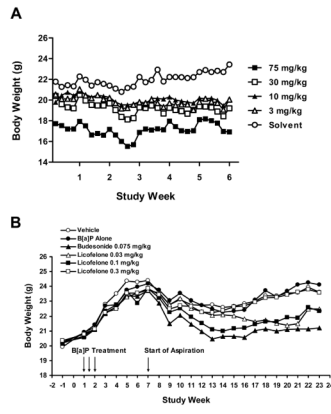 A
Body Weight (g)
26
24
22
20
18
16
14
1 2 3 4 5 6
Study Week
75 mg/kg
30 mg/kg
10 mg/kg
3 mg/kg
Solvent
B
Vehicle
B[a]P Alone
Budesonide 0.075 mg/kg
Licofelone 0.03 mg/kg
Licofelone 0.1 mg/kg
Licofelone 0.3 mg/kg
Body Weight (g)
26
25
24
23
22
21
20
19
18
B[a]P Treatment Start of Aspiration
-2 -1 0 1 2 3 4 5 6 7 8 9 10 11 12 13 14 15 16 17 18 19 20 21 22 23 24
Study Week